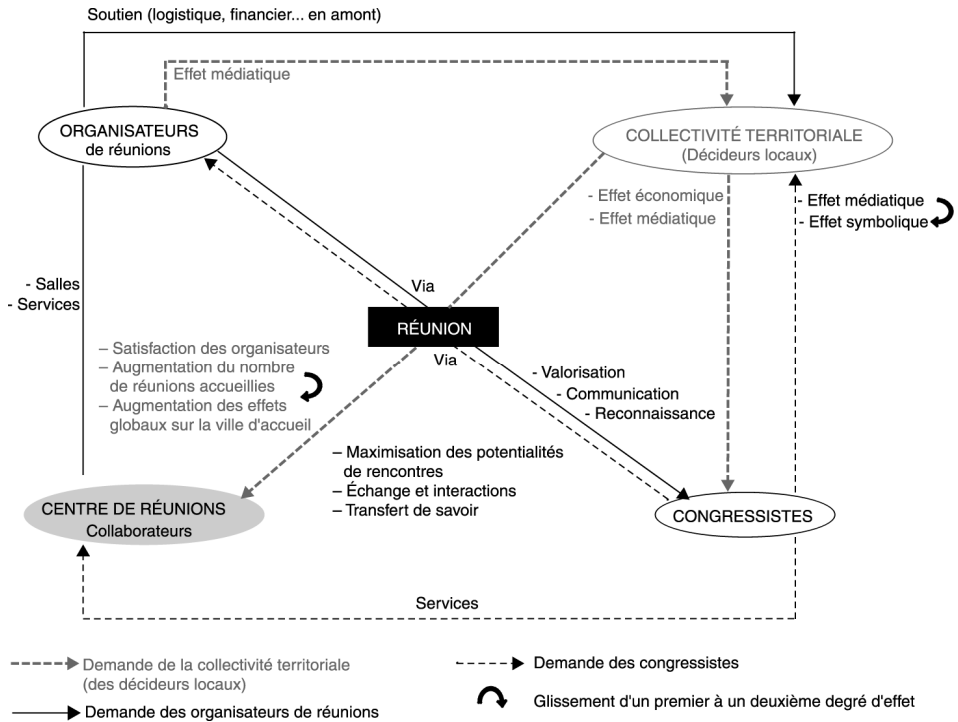 Soutien (logistique, financier... en amont)
Effet médiatique
ORGANISATEURS
de réunions
COLLECTIVITÉ TERRITORIALE
(Décideurs locaux)
- Effet économique
- Effet médiatique
- Effet médiatique
- Effet symbolique
- Salles
- Services
Via
RÉUNION
Via
– Satisfaction des organisateurs
– Augmentation du nombre
de réunions accueillies
– Augmentation des effets
globaux sur la ville d'accueil
- Valorisation
- Communication
- Reconnaissance
– Maximisation des potentialités
de rencontres
– Échange et interactions
– Transfert de savoir
CENTRE DE RÉUNIONS
Collaborateurs
CONGRESSISTES
Services
Demande de la collectivité territoriale
(des décideurs locaux)
Demande des organisateurs de réunions
Demande des congressistes
Glissement d'un premier à un deuxième degré d'effet